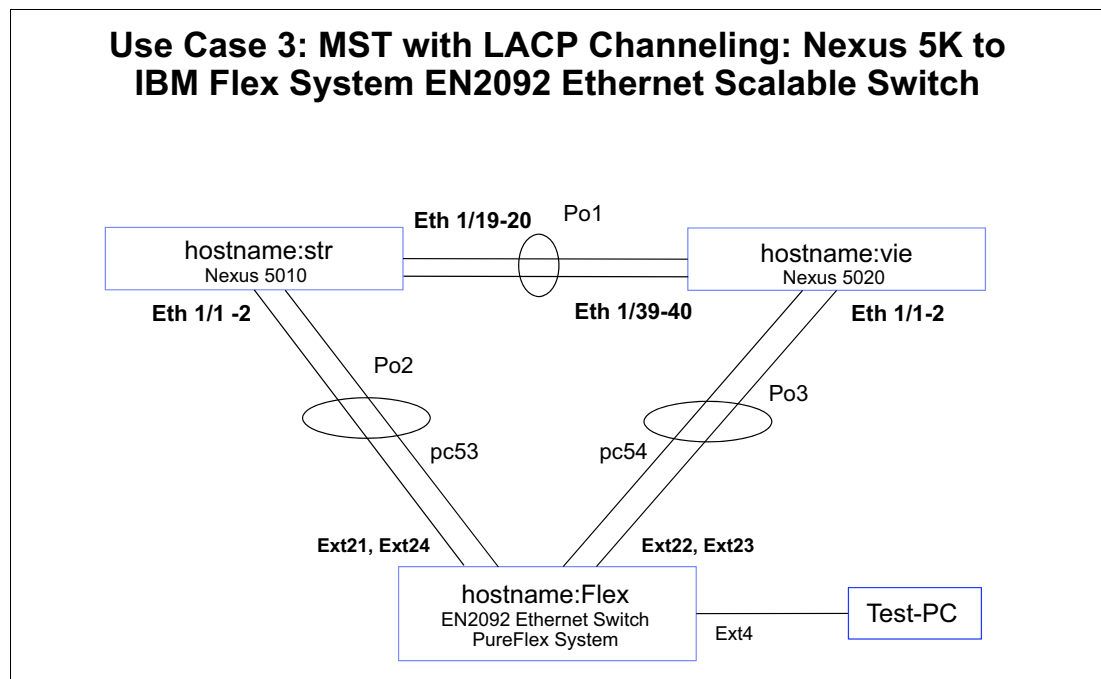 Use Case 3: MST with LACP Channeling: Nexus 5K to
IBM Flex System EN2092 Ethernet Scalable Switch
Eth 1/19-20
Po1
hostname:str
Nexus 5010
hostname:vie
Nexus 5020
Eth 1/1 -2
Eth 1/39-40
Eth 1/1-2
Po2
Po3
pc53
pc54
Ext21, Ext24
Ext22, Ext23
hostname:Flex
EN2092 Ethernet Switch
PureFlex System
Ext4
Test-PC